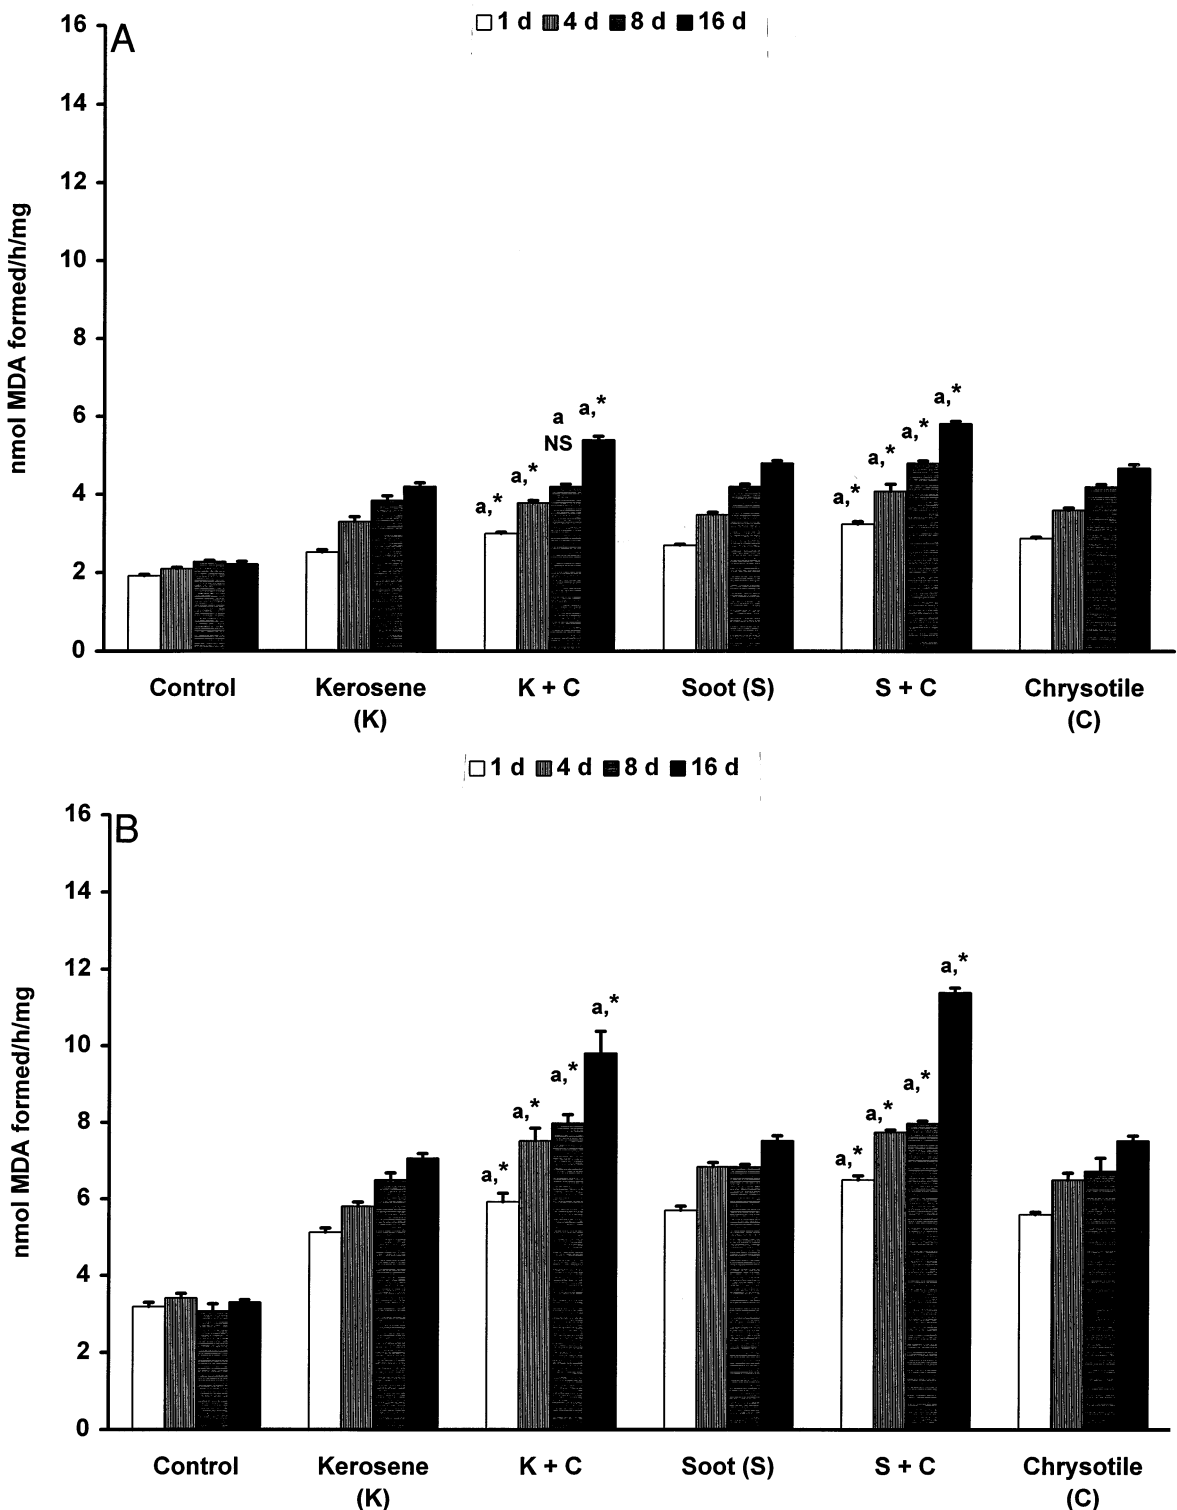 A
1 d 4 d 8 d 16 d
nmol MDA formed/h/mg
16
14
12
10
8
6
4
2
0
a,* a,* a NS a,*
a,* a,* a,* a,*
Control Kerosene (K) K + C Soot (S) S + C Chrysotile (C)
1 d 4 d 8 d 16 d
B
nmol MDA formed/h/mg
16
14
12
10
8
6
4
2
0
a,* a,* a,* a,*
a,* a,* a,* a,*
Control Kerosene (K) K + C Soot (S) S + C Chrysotile (C)